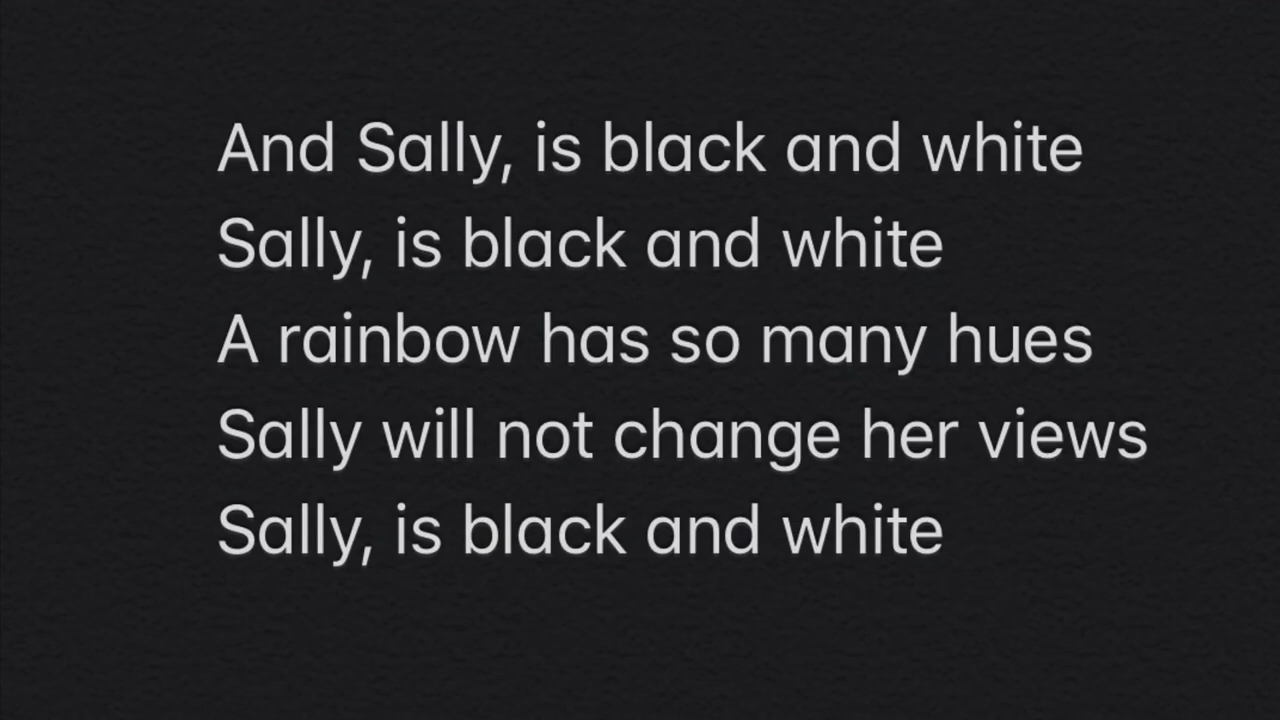 And Sally, is black and white
Sally, is black and white
A rainbow has so many hues
Sally will not change her views
Sally, is black and white